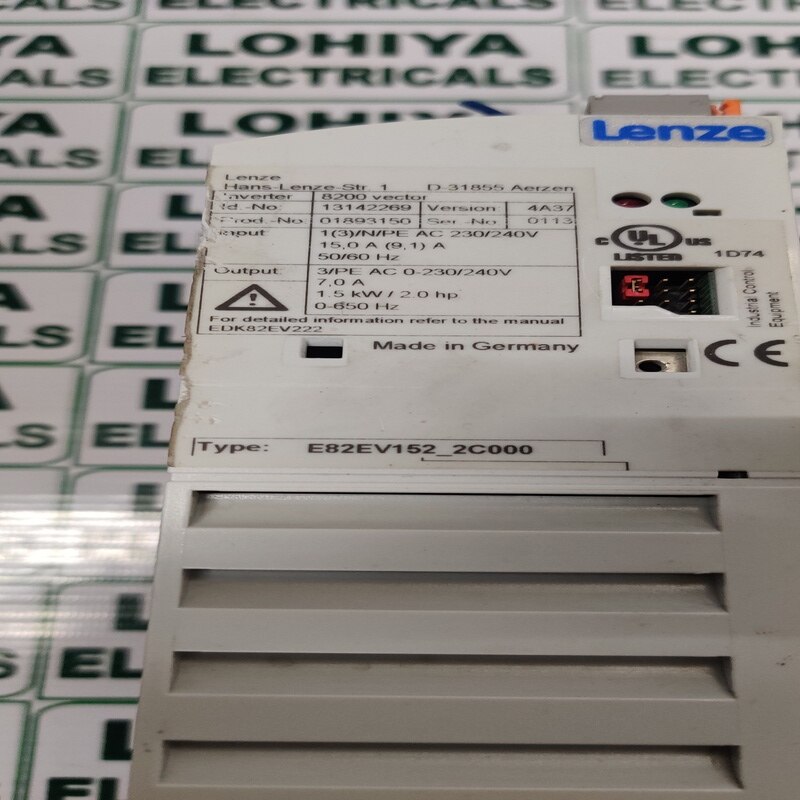 LOHIYA
ELECTRICALS
Lenze
Lenze
Hans-Lenze-Str. 1 D-31855 Aerzen
Inverter 8200 vector
Id.-No: 13142269 Version: 4A37
Prod.-No 01893150 Ser.-No 0113
Input: 1(3)/N/PE AC 230/240V
15,0 A (9,1) A
50/60 Hz
Output: 3/PE AC 0-230/240V
7,0 A
1.5 kW / 2.0 hp
0-650 Hz
For detailed information refer to the manual
EDK82EV222
Made in Germany
c UL us
LISTED 1D74
Industrial Control
Equipment
CE
Type: E82EV152_2C000